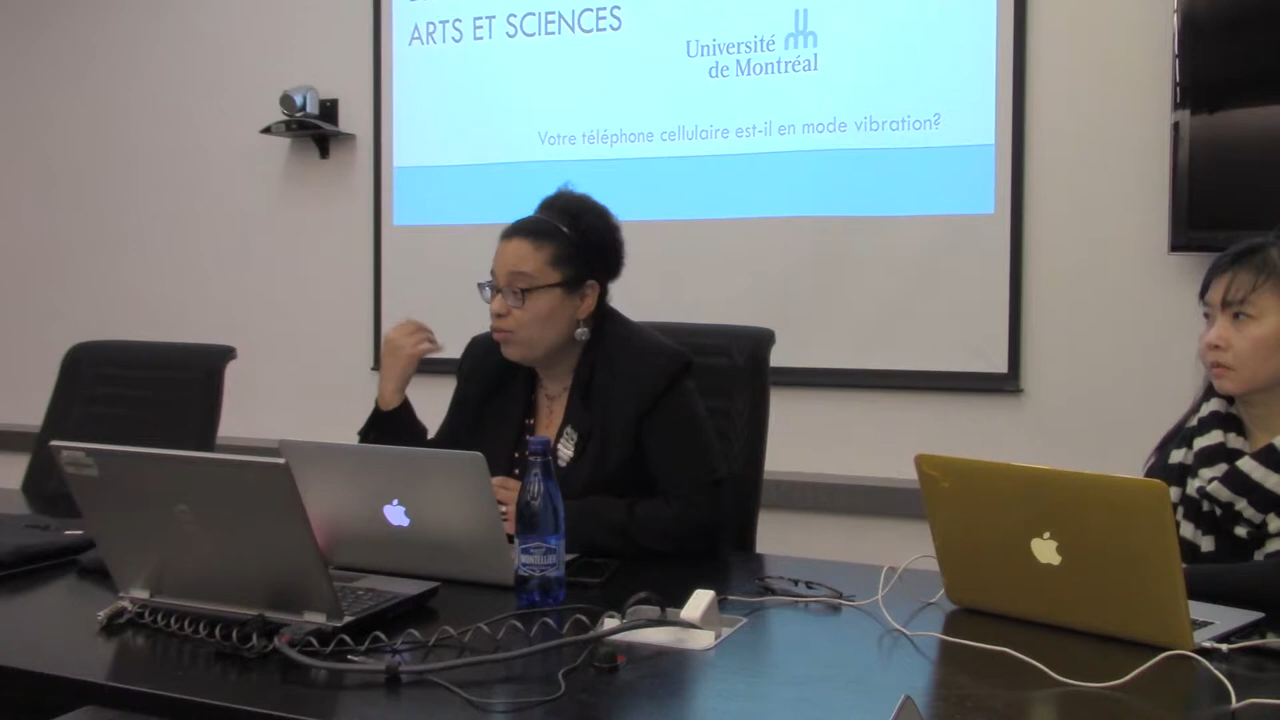 ARTS ET SCIENCES
Université
de Montréal
Votre téléphone cellulaire est-il en mode vibration?
MONTELLIER